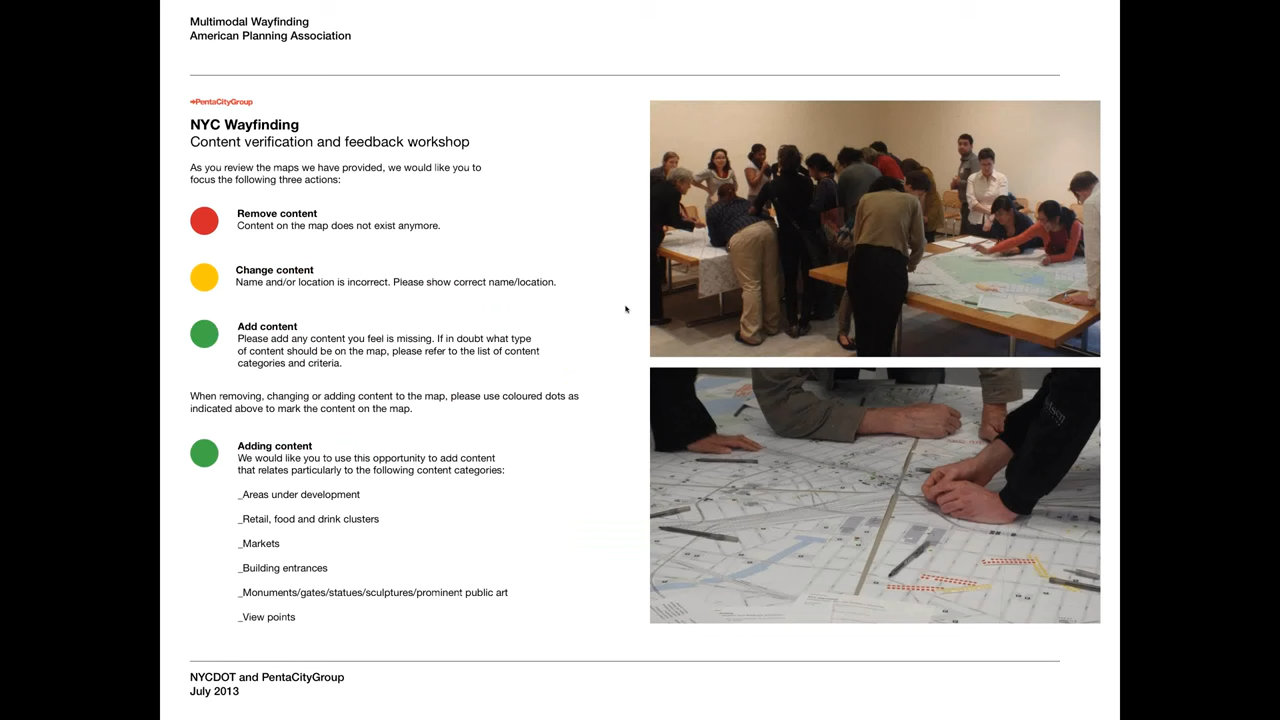 Multimodal Wayfinding
American Planning Association
PentaCityGroup
NYC Wayfinding
Content verification and feedback workshop
As you review the maps we have provided, we would like you to
focus the following three actions:
Remove content
Content on the map does not exist anymore.
Change content
Name and/or location is incorrect. Please show correct name/location.
Add content
Please add any content you feel is missing. If in doubt what type
of content should be on the map, please refer to the list of content
categories and criteria.
When removing, changing or adding content to the map, please use coloured dots as
indicated above to mark the content on the map.
Adding content
We would like you to use this opportunity to add content
that relates particularly to the following content categories:
_Areas under development
_Retail, food and drink clusters
_Markets
_Building entrances
_Monuments/gates/statues/sculptures/prominent public art
_View points
NYCDOT and PentaCityGroup
July 2013